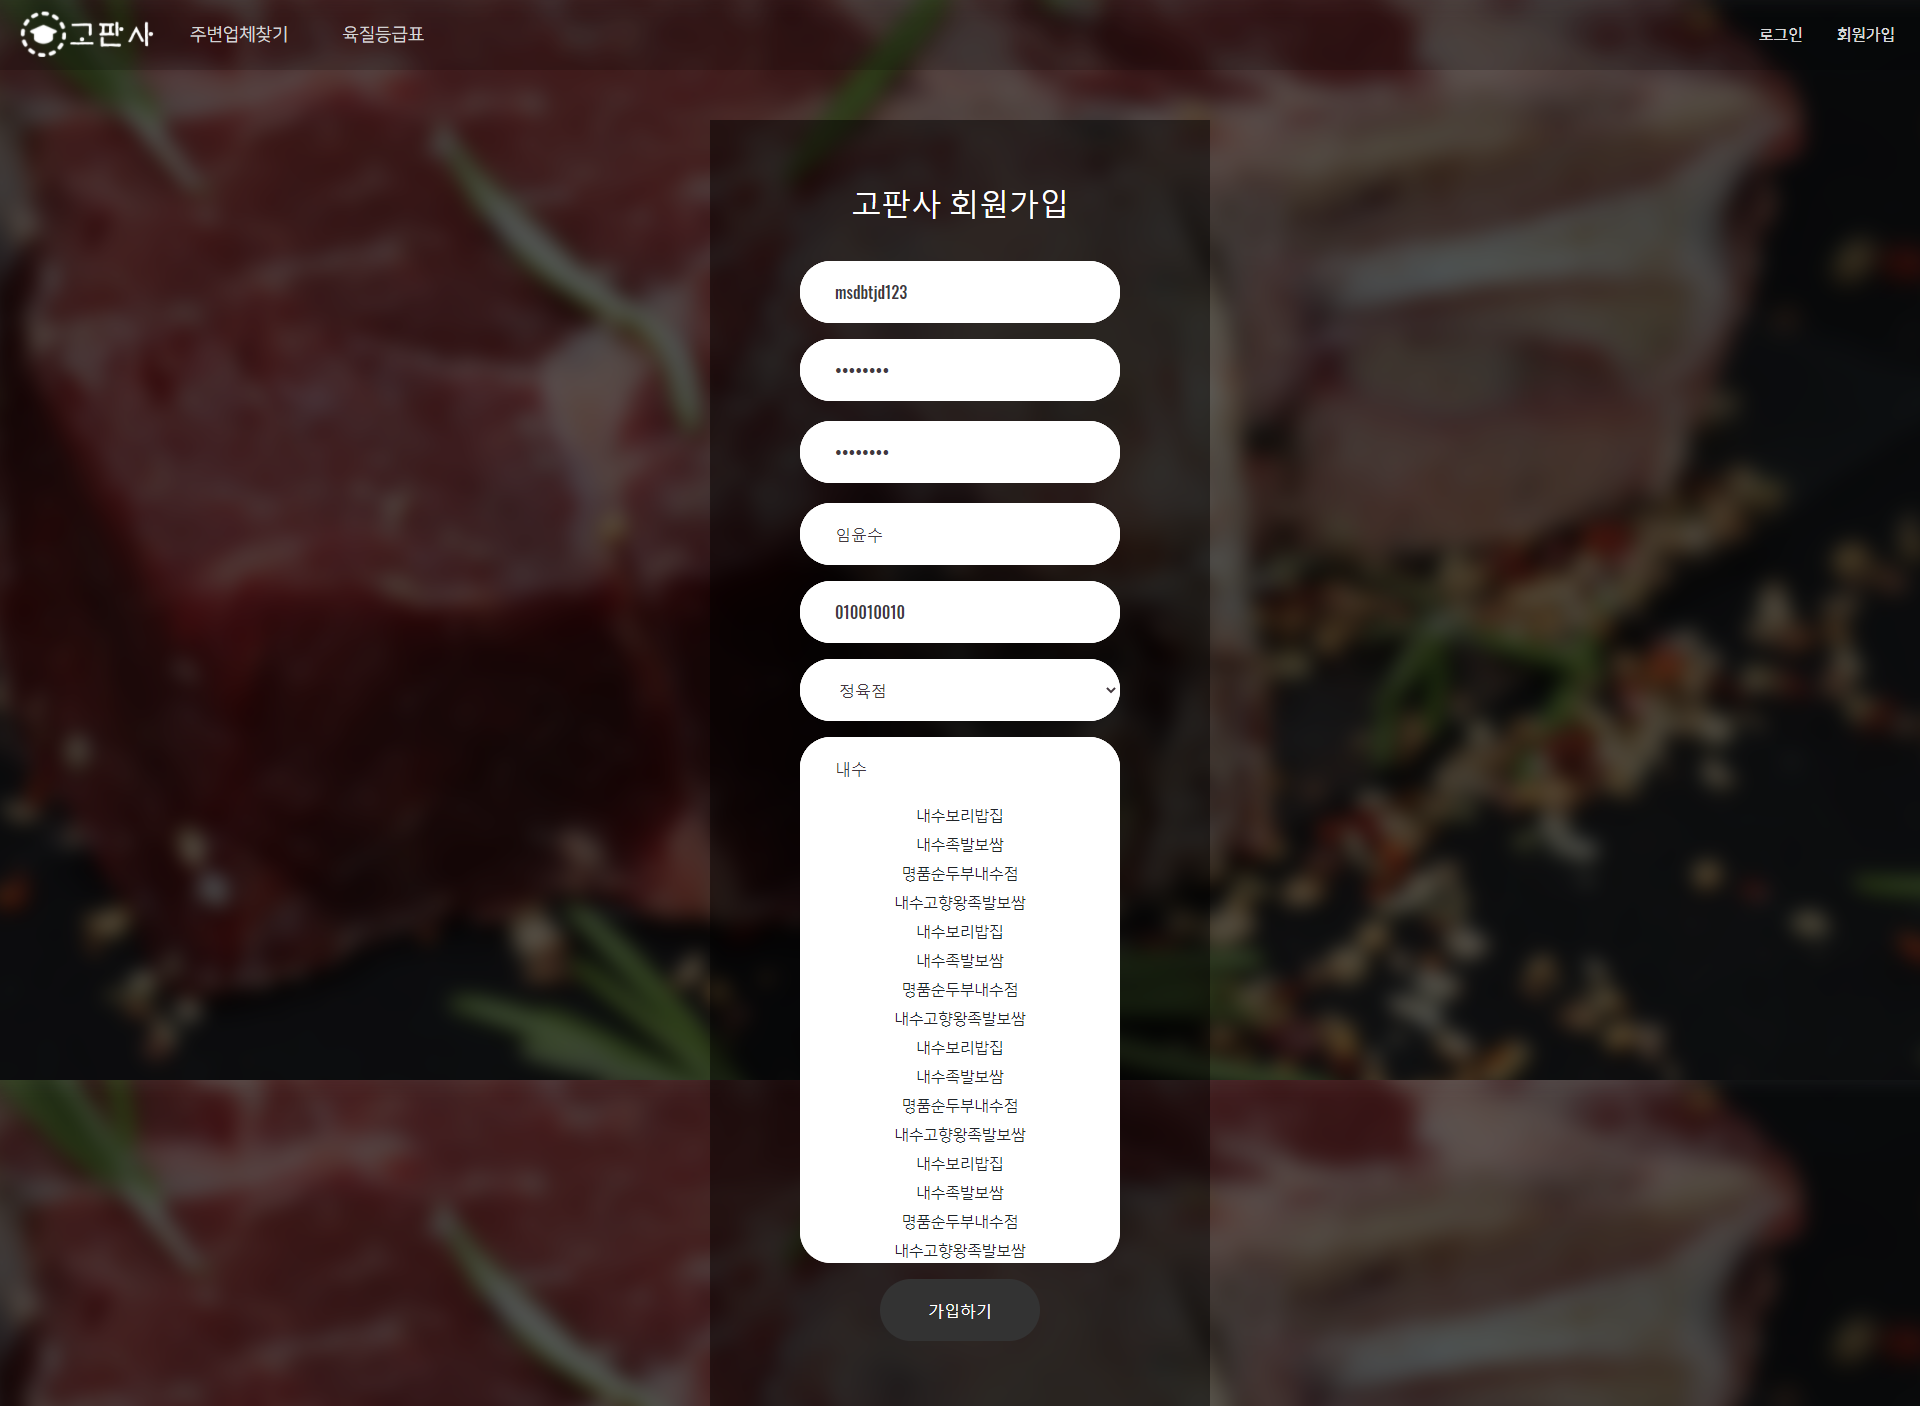 고판사
주변업체찾기
육질등급표
로그인
회원가입
고판사 회원가입
msdbtjd123
••••••••
••••••••
임윤수
010010010
정육점
내수
내수보리밥집
내수족발보쌈
명품순두부내수점
내수고향왕족발보쌈
내수보리밥집
내수족발보쌈
명품순두부내수점
내수고향왕족발보쌈
내수보리밥집
내수족발보쌈
명품순두부내수점
내수고향왕족발보쌈
내수보리밥집
내수족발보쌈
명품순두부내수점
내수고향왕족발보쌈
가입하기